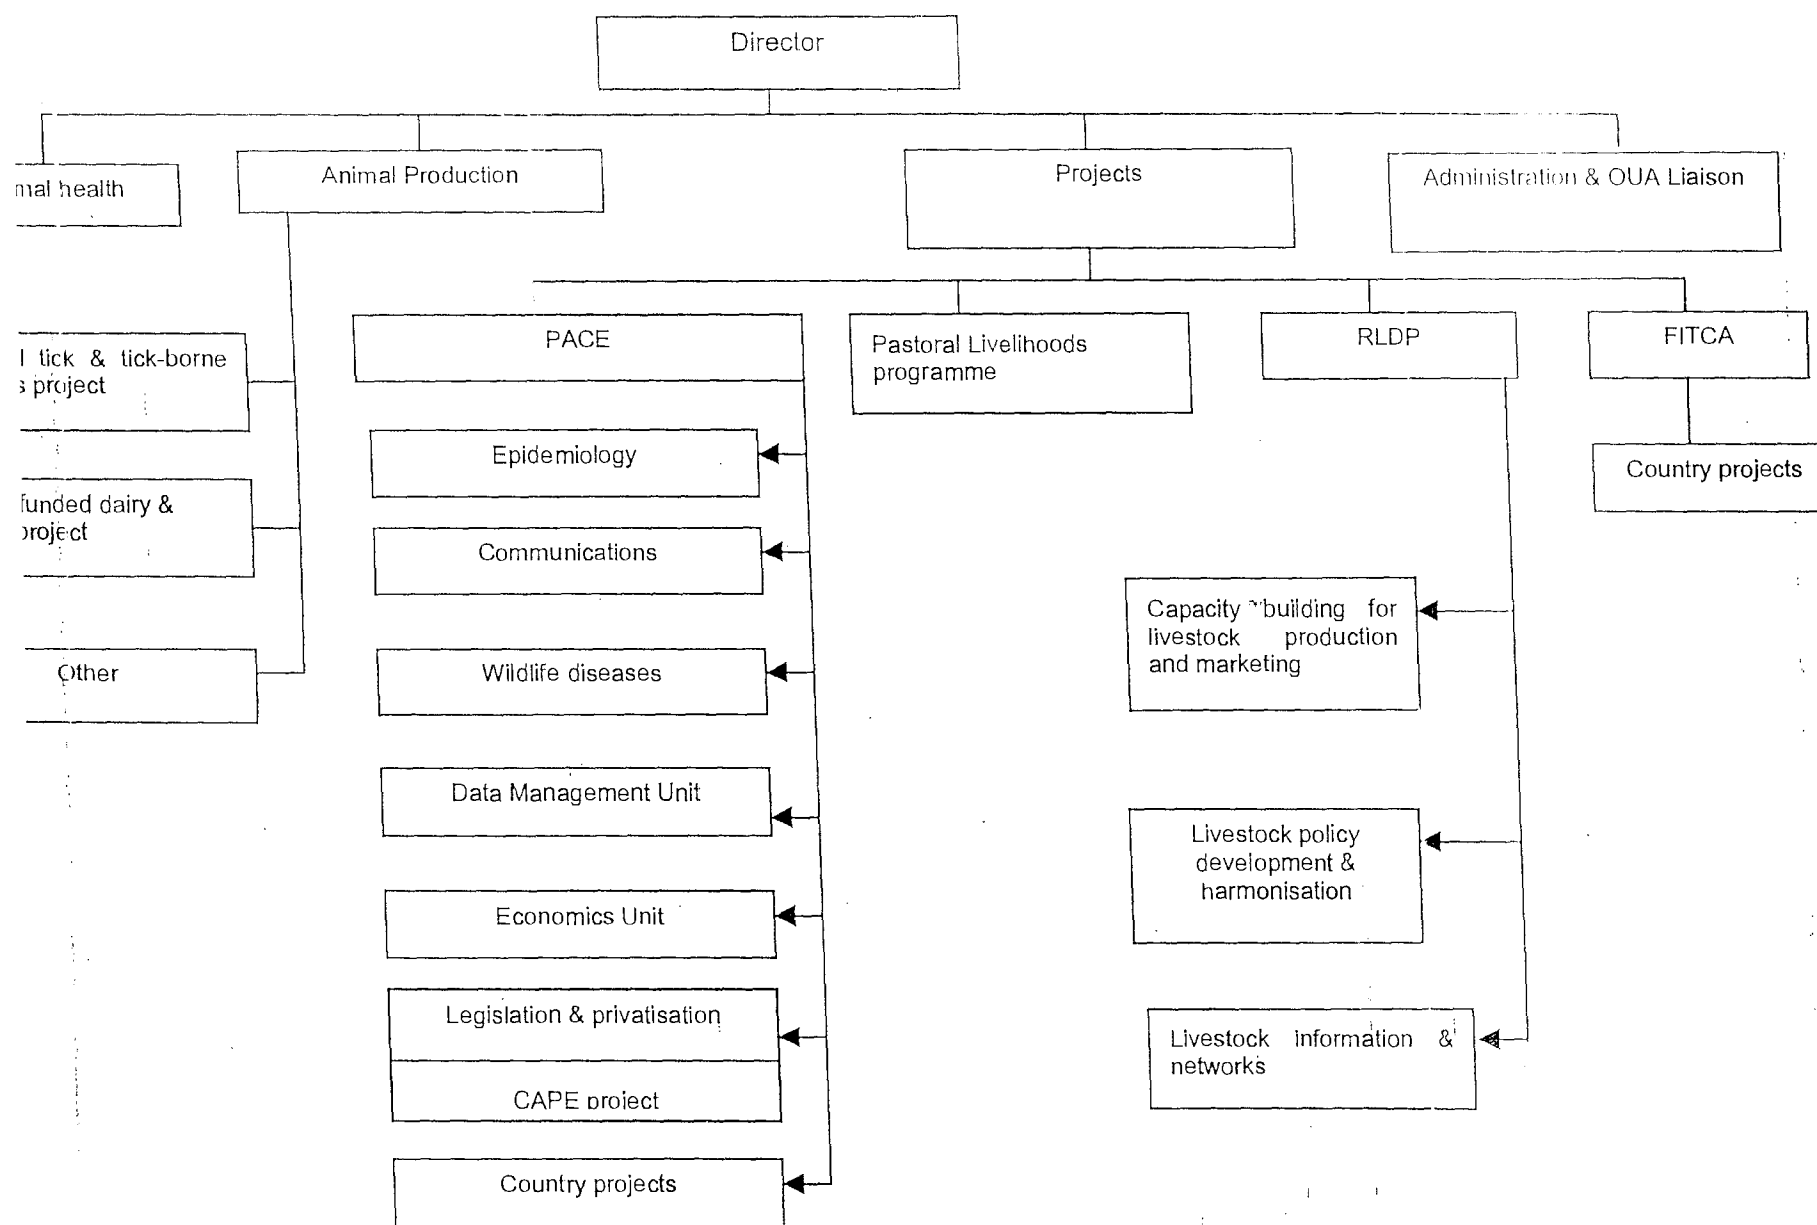 Director
mal health
Animal Production
Projects
Administration & OUA Liaison
l tick & tick-borne
s project
funded dairy &
project
Other
PACE
Epidemiology
Communications
Wildlife diseases
Data Management Unit
Economics Unit
Legislation & privatisation
CAPE project
Country projects
Pastoral Livelihoods
programme
RLDP
Capacity building for
livestock production
and marketing
Livestock policy
development &
harmonisation
Livestock information &
networks
FITCA
Country projects